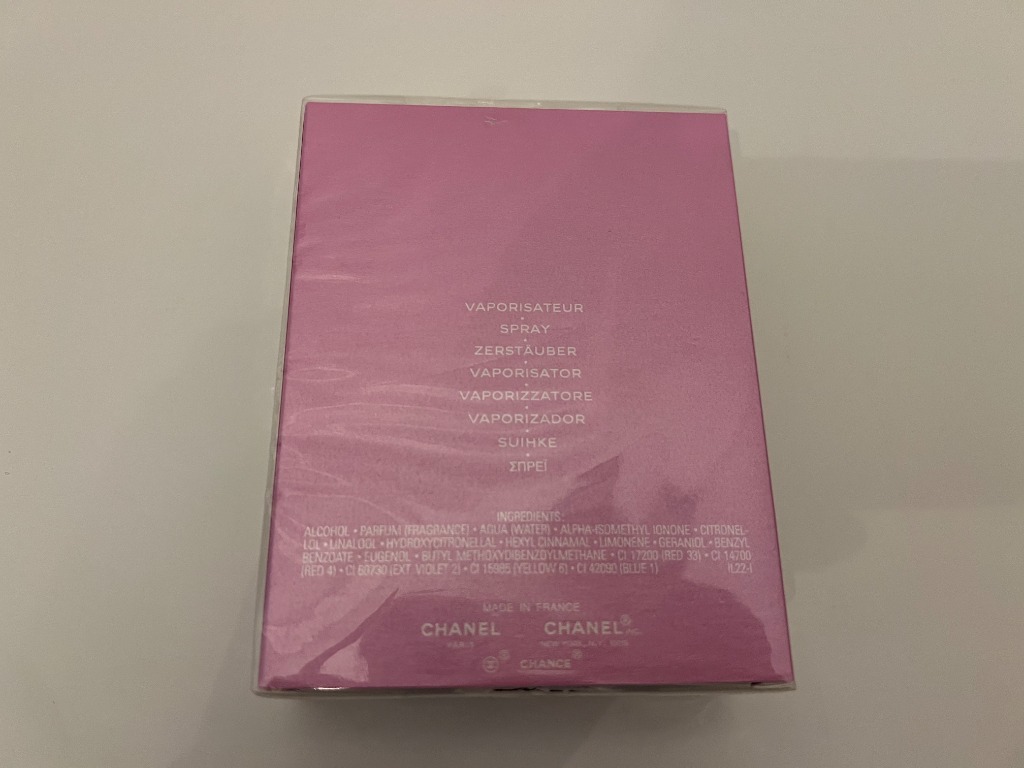 VAPORISATEUR
SPRAY
ZERSTÄUBER
VAPORISATOR
VAPORIZZATORE
VAPORIZADOR
SUIHKE
ΣΠΡΕΪ
INGREDIENTS:
ALCOHOL • PARFUM (FRAGRANCE) • AQUA (WATER) • ALPHA-ISOMETHYL IONONE • CITRONEL-
LOL • LINALOOL • HYDROXYCITRONELLAL • HEXYL CINNAMAL • LIMONENE • GERANIOL • BENZYL
BENZOATE • EUGENOL • BUTYL METHOXYDIBENZOYLMETHANE • CI 17200 (RED 33) • CI 14700
(RED 4) • CI 60730 (EXT. VIOLET 2) • CI 15985 (YELLOW 6) • CI 42090 (BLUE 1) IL22-I
MADE IN FRANCE
CHANEL CHANEL® INC.
PARIS NEW YORK, N.Y.
® CHANCE®